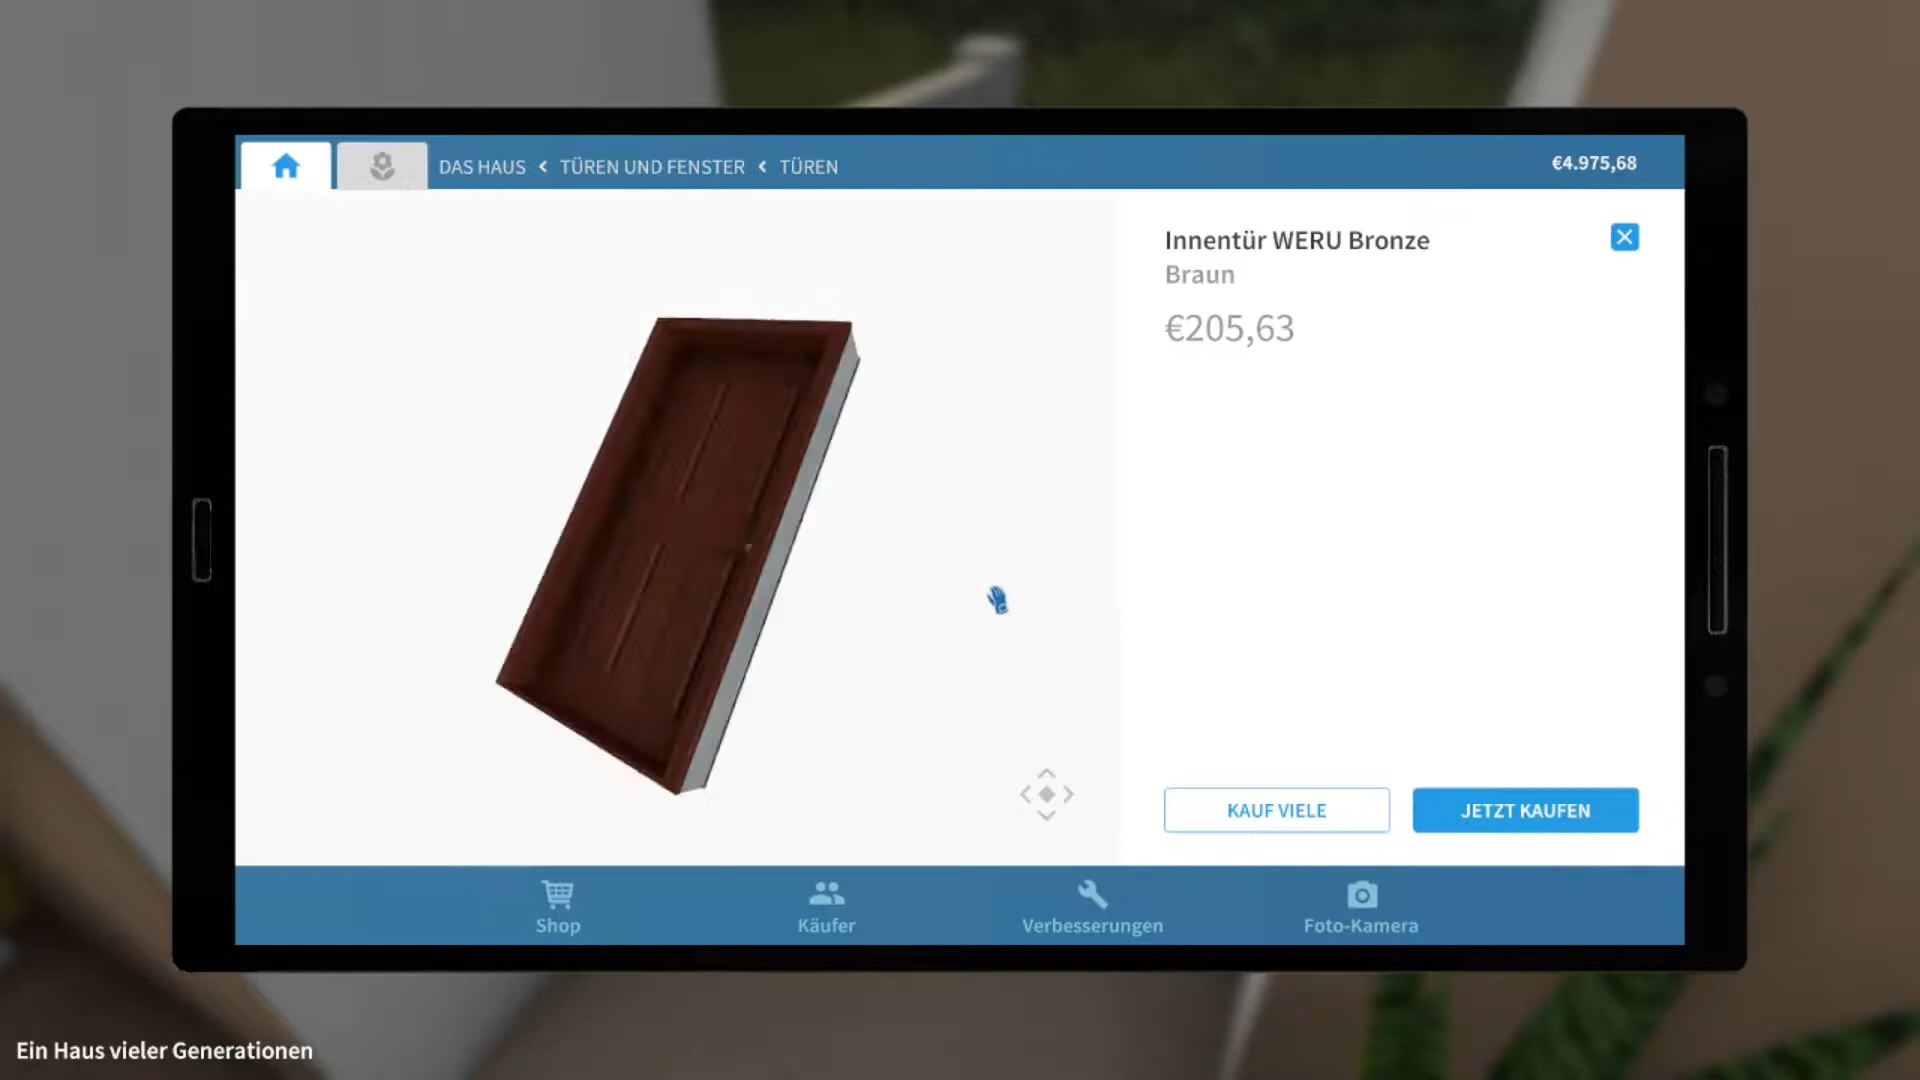 DAS HAUS < TÜREN UND FENSTER < TÜREN
€4.975,68
Innentür WERU Bronze
Braun
€205,63
KAUF VIELE
JETZT KAUFEN
Shop
Käufer
Verbesserungen
Foto-Kamera
Ein Haus vieler Generationen